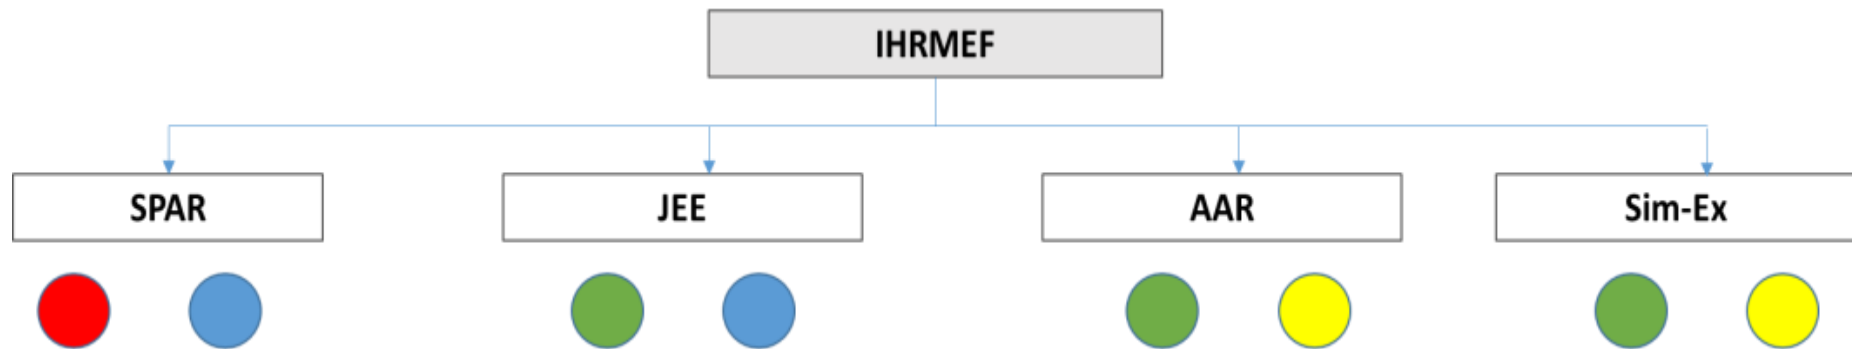 IHRMEF
SPAR
JEE
AAR
Sim-Ex